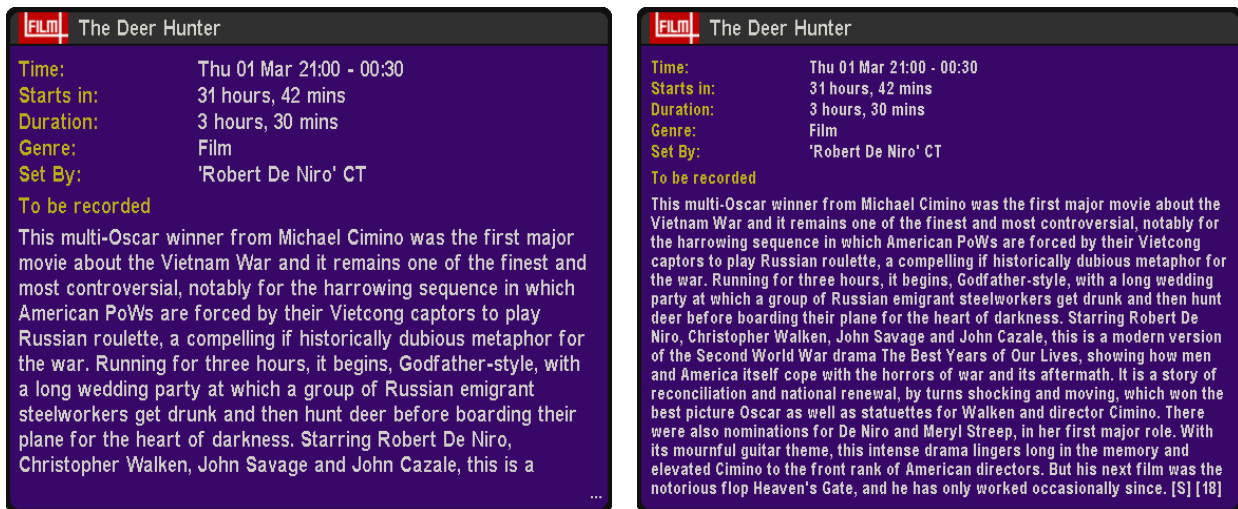 FILM4 The Deer Hunter
Time: Thu 01 Mar 21:00 - 00:30
Starts in: 31 hours, 42 mins
Duration: 3 hours, 30 mins
Genre: Film
Set By: 'Robert De Niro' CT
To be recorded
This multi-Oscar winner from Michael Cimino was the first major
movie about the Vietnam War and it remains one of the finest and
most controversial, notably for the harrowing sequence in which
American PoWs are forced by their Vietcong captors to play
Russian roulette, a compelling if historically dubious metaphor for
the war. Running for three hours, it begins, Godfather-style, with
a long wedding party at which a group of Russian emigrant
steelworkers get drunk and then hunt deer before boarding their
plane for the heart of darkness. Starring Robert De Niro,
Christopher Walken, John Savage and John Cazale, this is a
...
FILM4 The Deer Hunter
Time: Thu 01 Mar 21:00 - 00:30
Starts in: 31 hours, 42 mins
Duration: 3 hours, 30 mins
Genre: Film
Set By: 'Robert De Niro' CT
To be recorded
This multi-Oscar winner from Michael Cimino was the first major movie about the
Vietnam War and it remains one of the finest and most controversial, notably for
the harrowing sequence in which American PoWs are forced by their Vietcong
captors to play Russian roulette, a compelling if historically dubious metaphor for
the war. Running for three hours, it begins, Godfather-style, with a long wedding
party at which a group of Russian emigrant steelworkers get drunk and then hunt
deer before boarding their plane for the heart of darkness. Starring Robert De
Niro, Christopher Walken, John Savage and John Cazale, this is a modern version
of the Second World War drama The Best Years of Our Lives, showing how men
and America itself cope with the horrors of war and its aftermath. It is a story of
reconciliation and national renewal, by turns shocking and moving, which won the
best picture Oscar as well as statuettes for Walken and director Cimino. There
were also nominations for De Niro and Meryl Streep, in her first major role. With
its mournful guitar theme, this intense drama lingers long in the memory and
elevated Cimino to the front rank of American directors. But his next film was the
notorious flop Heaven's Gate, and he has only worked occasionally since. [S] [18]